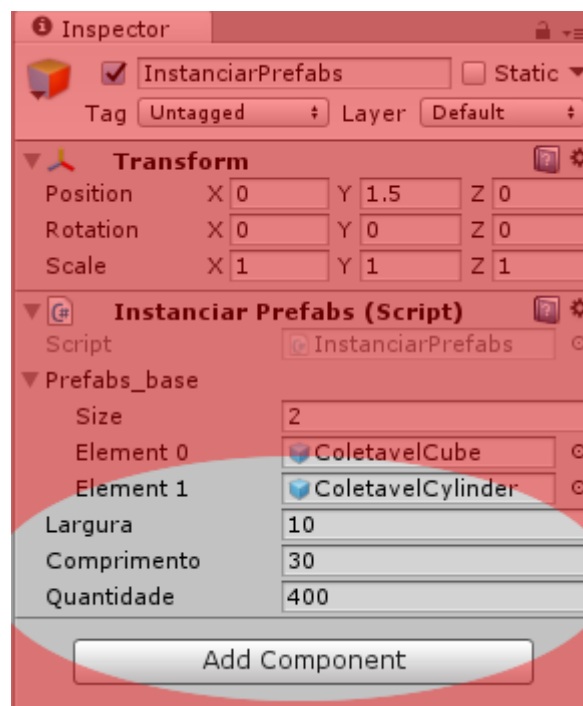 Inspector
InstanciarPrefabs Static
Tag Untagged Layer Default
Transform
Position X 0 Y 1.5 Z 0
Rotation X 0 Y 0 Z 0
Scale X 1 Y 1 Z 1
Instanciar Prefabs (Script)
Script InstanciarPrefabs
Prefabs_base
Size 2
Element 0 ColetavelCube
Element 1 ColetavelCylinder
Largura 10
Comprimento 30
Quantidade 400
Add Component